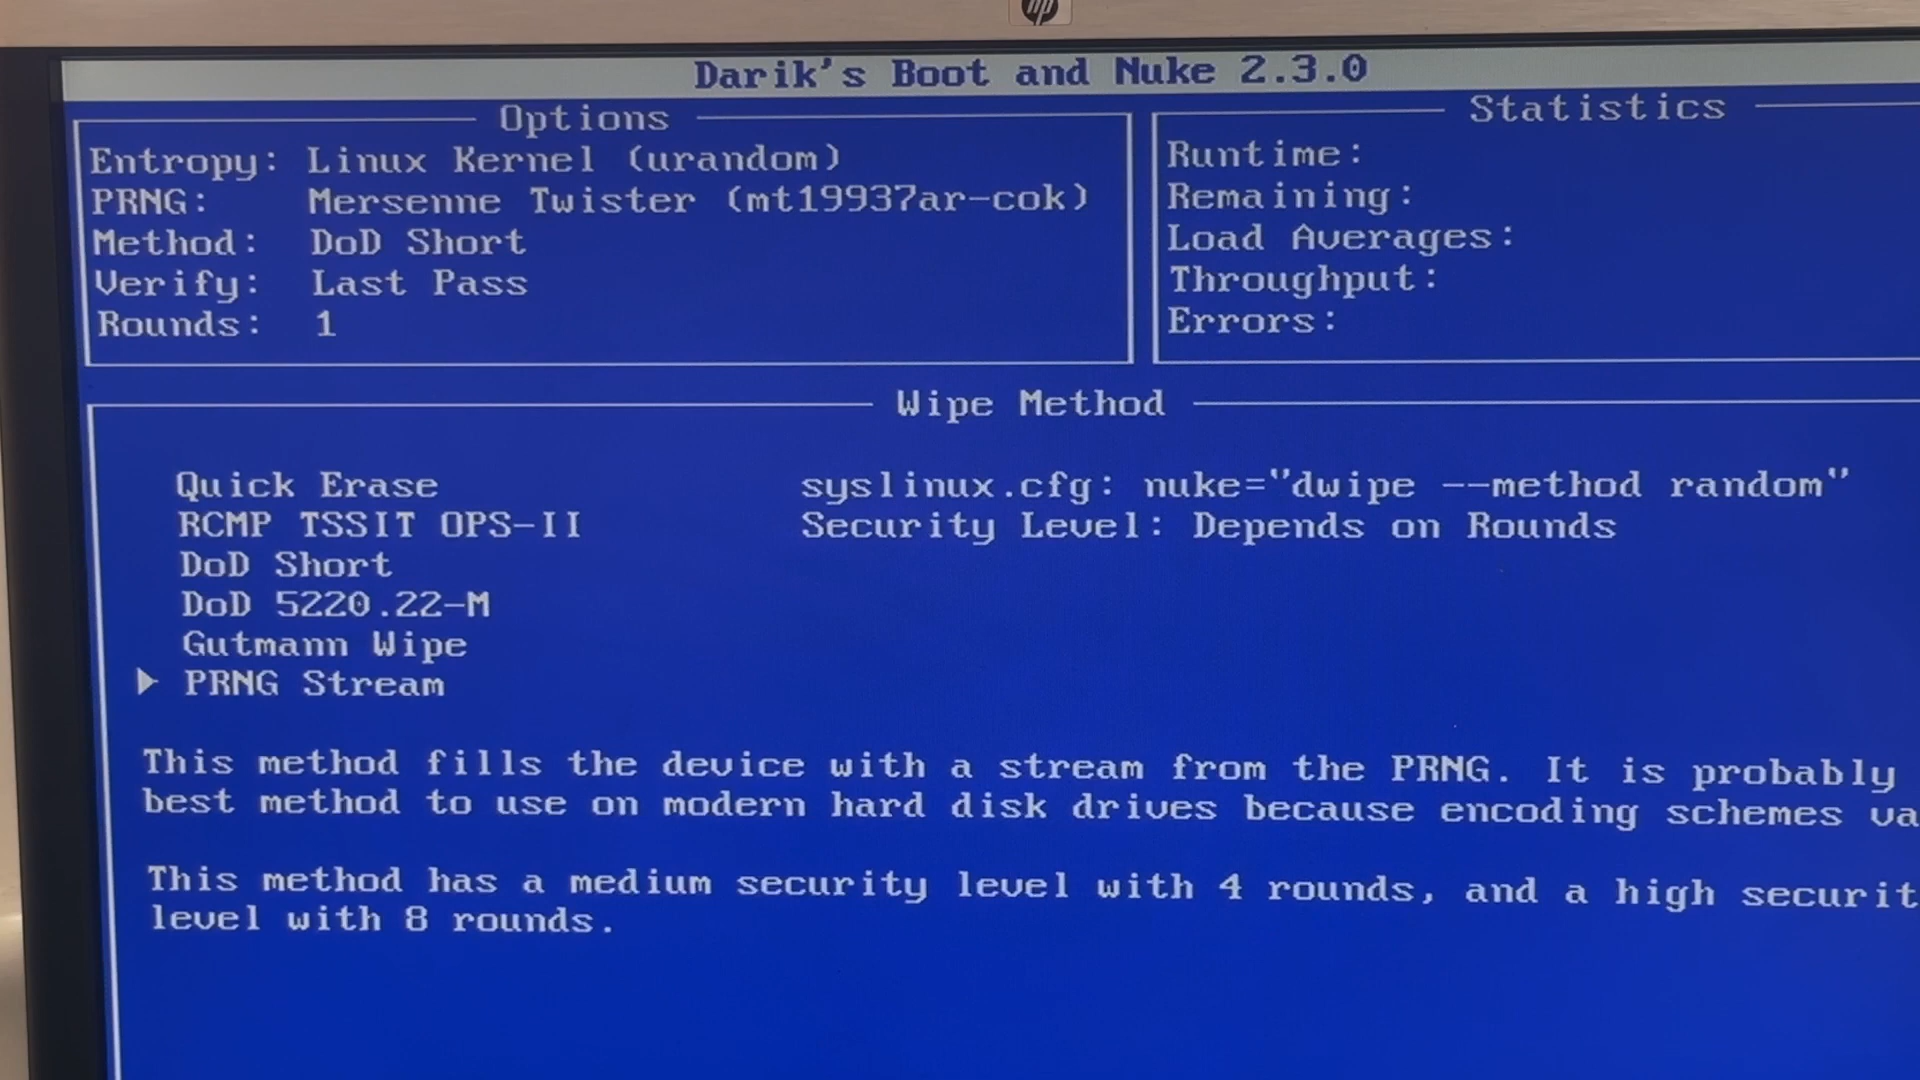 hp
Darik's Boot and Nuke 2.3.0
Options
Entropy: Linux Kernel (urandom)
PRNG: Mersenne Twister (mt19937ar-cok)
Method: DoD Short
Verify: Last Pass
Rounds: 1
Statistics
Runtime:
Remaining:
Load Averages:
Throughput:
Errors:
Wipe Method
Quick Erase
RCMP TSSIT OPS-II
DoD Short
DoD 5220.22-M
Gutmann Wipe
PRNG Stream
syslinux.cfg: nuke="dwipe --method random"
Security Level: Depends on Rounds
This method fills the device with a stream from the PRNG. It is probably
best method to use on modern hard disk drives because encoding schemes va
This method has a medium security level with 4 rounds, and a high securit
level with 8 rounds.